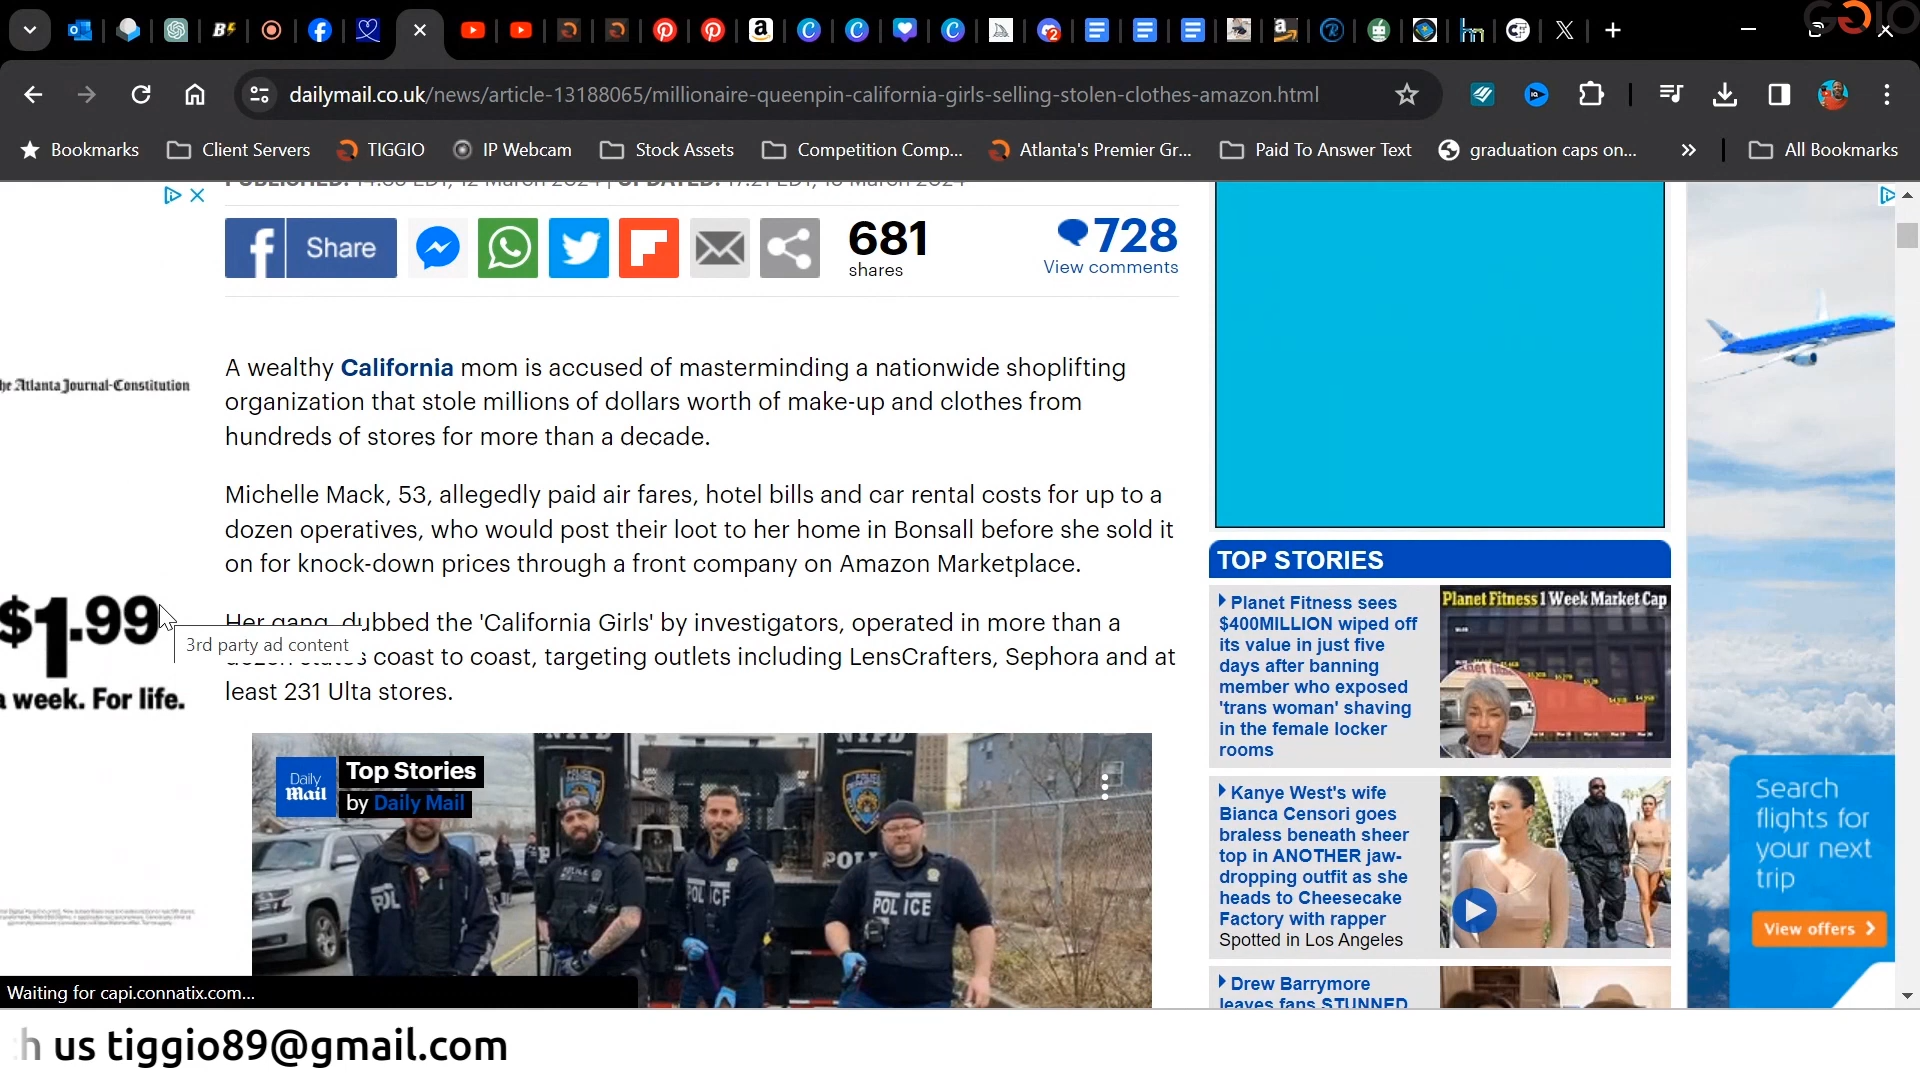 GGIO
dailymail.co.uk/news/article-13188065/millionaire-queenpin-california-girls-selling-stolen-clothes-amazon.html
Bookmarks
Client Servers
TIGGIO
IP Webcam
Stock Assets
Competition Comp...
Atlanta's Premier Gr...
Paid To Answer Text
graduation caps on...
All Bookmarks
Share
681
shares
728
View comments
A wealthy California mom is accused of masterminding a nationwide shoplifting
organization that stole millions of dollars worth of make-up and clothes from
hundreds of stores for more than a decade.
Michelle Mack, 53, allegedly paid air fares, hotel bills and car rental costs for up to a
dozen operatives, who would post their loot to her home in Bonsall before she sold it
on for knock-down prices through a front company on Amazon Marketplace.
Her gang, dubbed the 'California Girls' by investigators, operated in more than a
dozen states coast to coast, targeting outlets including LensCrafters, Sephora and at
least 231 Ulta stores.
he Atlanta Journal-Constitution
$1.99
a week. For life.
3rd party ad content
Daily
Mail
Top Stories
by Daily Mail
NYPD
NYPD
POLICE
POLICE
TOP STORIES
Planet Fitness sees
$400MILLION wiped off
its value in just five
days after banning
member who exposed
'trans woman' shaving
in the female locker
rooms
Planet Fitness 1 Week Market Cap
Kanye West's wife
Bianca Censori goes
braless beneath sheer
top in ANOTHER jaw-
dropping outfit as she
heads to Cheesecake
Factory with rapper
Spotted in Los Angeles
Drew Barrymore
leaves fans STUNNED
Search
flights for
your next
trip
View offers
Waiting for capi.connatix.com...
h us tiggio89@gmail.com